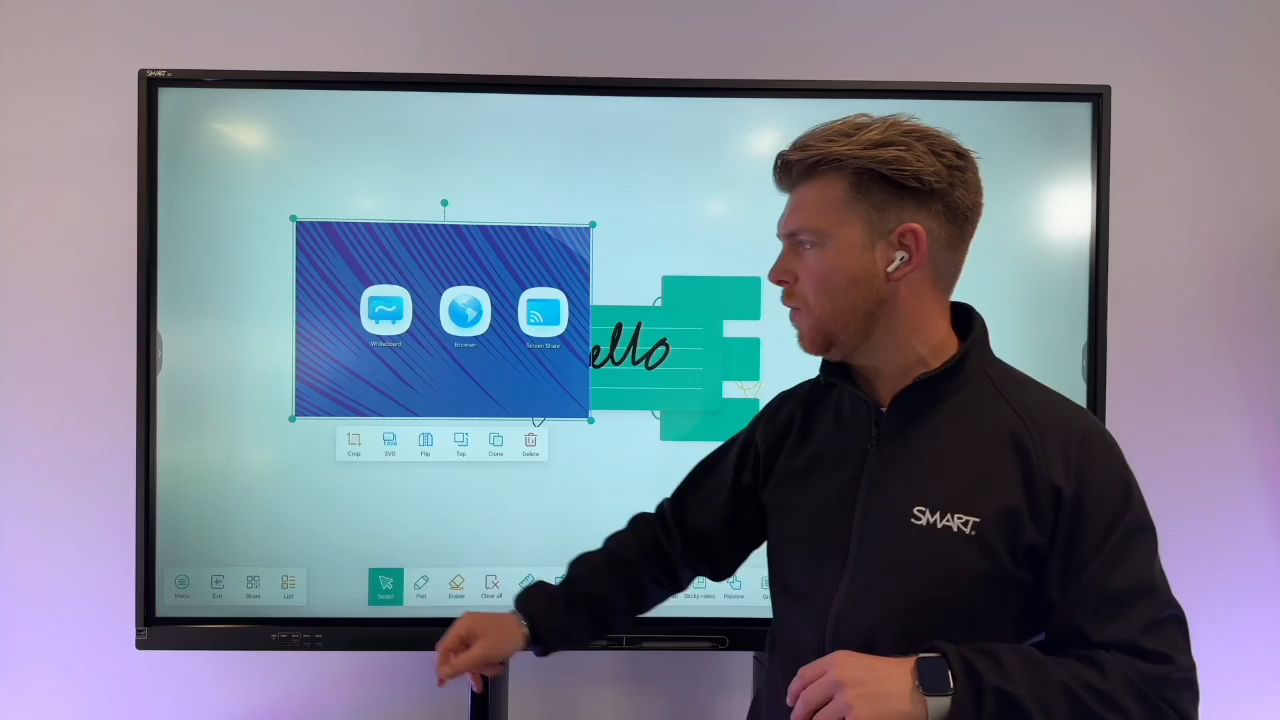 SMART
Whiteboard
Browser
Screen Share
ello
Crop
SVG
Flip
Top
Clone
Delete
Menu
Exit
Share
List
Select
Pen
Eraser
Clear all
Sticky notes
Preview
SMART